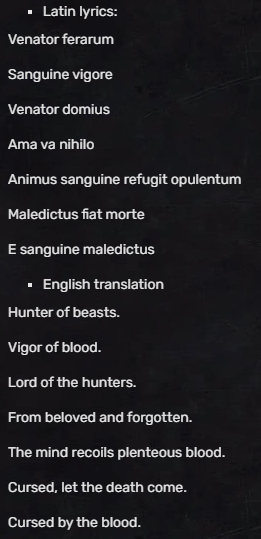 ▪ Latin lyrics:
Venator ferarum
Sanguine vigore
Venator domius
Ama va nihilo
Animus sanguine refugit opulentum
Maledictus fiat morte
E sanguine maledictus
▪ English translation
Hunter of beasts.
Vigor of blood.
Lord of the hunters.
From beloved and forgotten.
The mind recoils plenteous blood.
Cursed, let the death come.
Cursed by the blood.